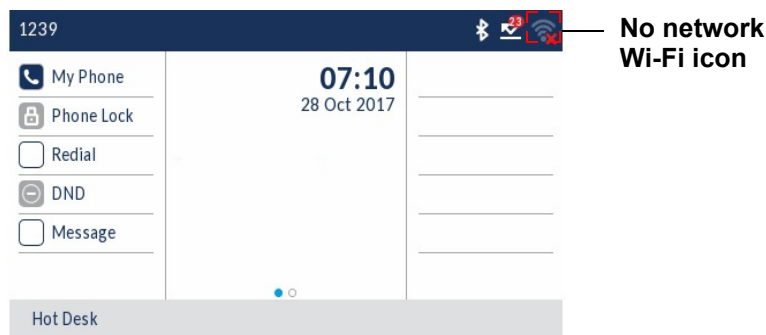 1239
23
No network
Wi-Fi icon
My Phone
07:10
28 Oct 2017
Phone Lock
Redial
DND
Message
Hot Desk